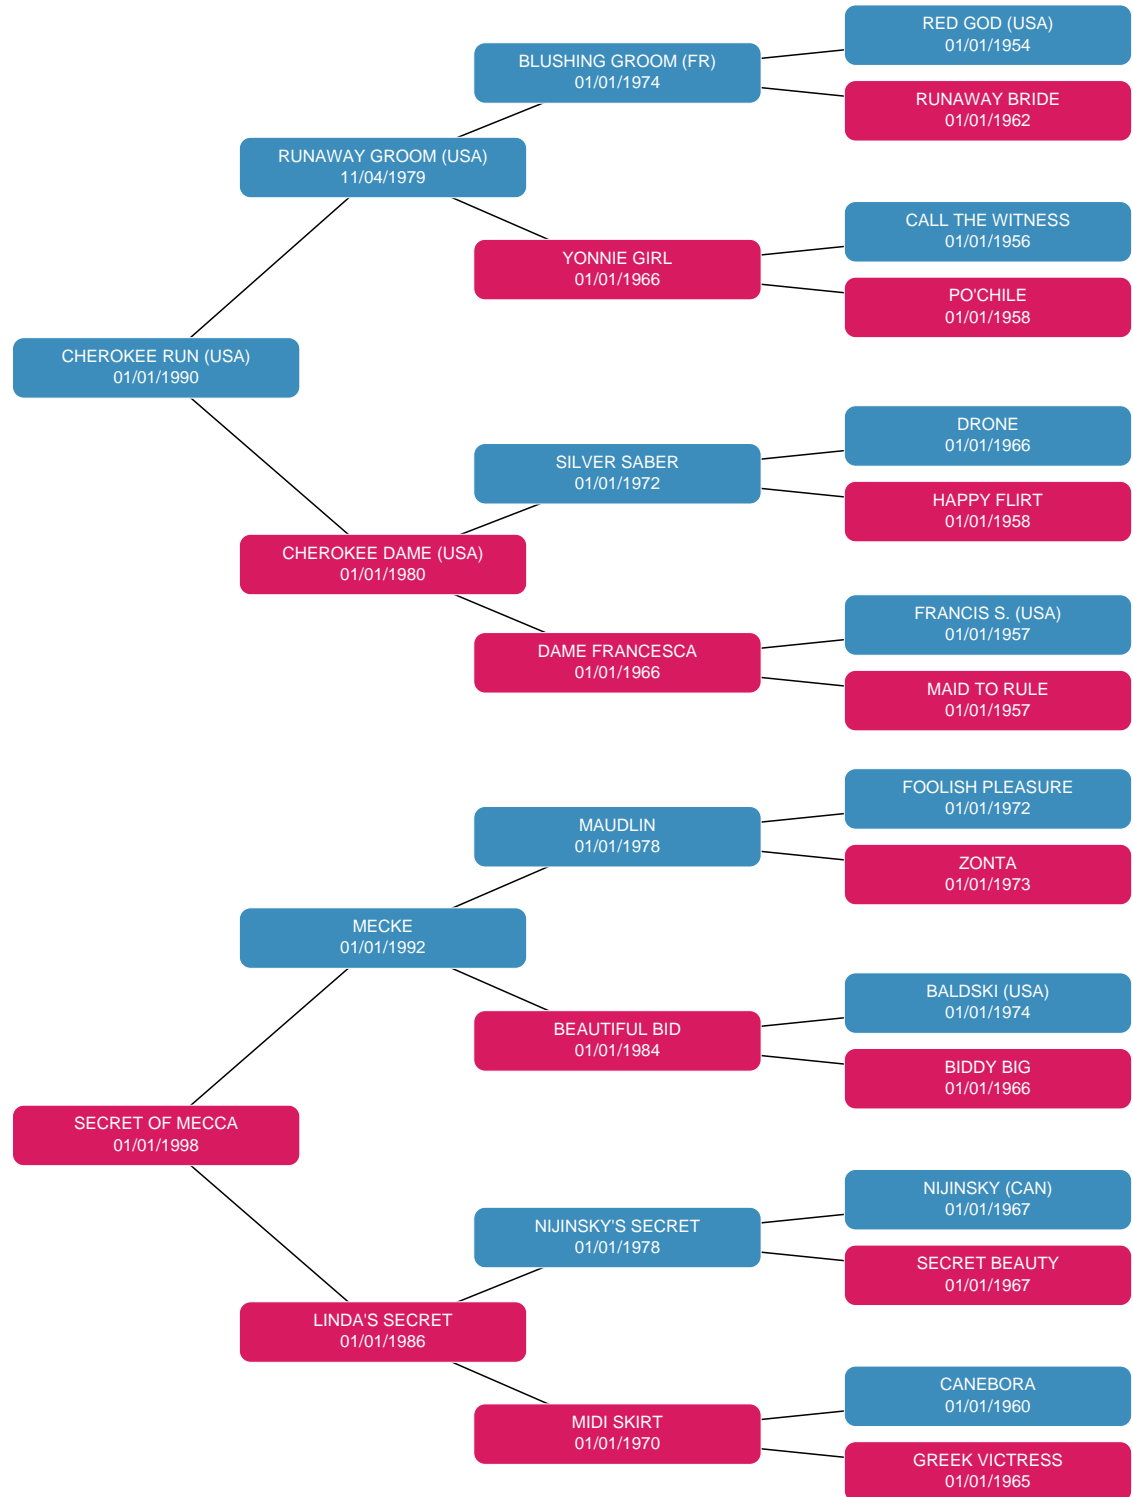 RED GOD (USA)
01/01/1954
BLUSHING GROOM (FR)
01/01/1974
RUNAWAY BRIDE
01/01/1962
RUNAWAY GROOM (USA)
11/04/1979
CALL THE WITNESS
01/01/1956
YONNIE GIRL
01/01/1966
PO'CHILE
01/01/1958
CHEROKEE RUN (USA)
01/01/1990
DRONE
01/01/1966
SILVER SABER
01/01/1972
HAPPY FLIRT
01/01/1958
CHEROKEE DAME (USA)
01/01/1980
FRANCIS S. (USA)
01/01/1957
DAME FRANCESCA
01/01/1966
MAID TO RULE
01/01/1957
FOOLISH PLEASURE
01/01/1972
MAUDLIN
01/01/1978
ZONTA
01/01/1973
MECKE
01/01/1992
BALDSKI (USA)
01/01/1974
BEAUTIFUL BID
01/01/1984
BIDDY BIG
01/01/1966
SECRET OF MECCA
01/01/1998
NIJINSKY (CAN)
01/01/1967
NIJINSKY'S SECRET
01/01/1978
SECRET BEAUTY
01/01/1967
LINDA'S SECRET
01/01/1986
CANEBORA
01/01/1960
MIDI SKIRT
01/01/1970
GREEK VICTRESS
01/01/1965